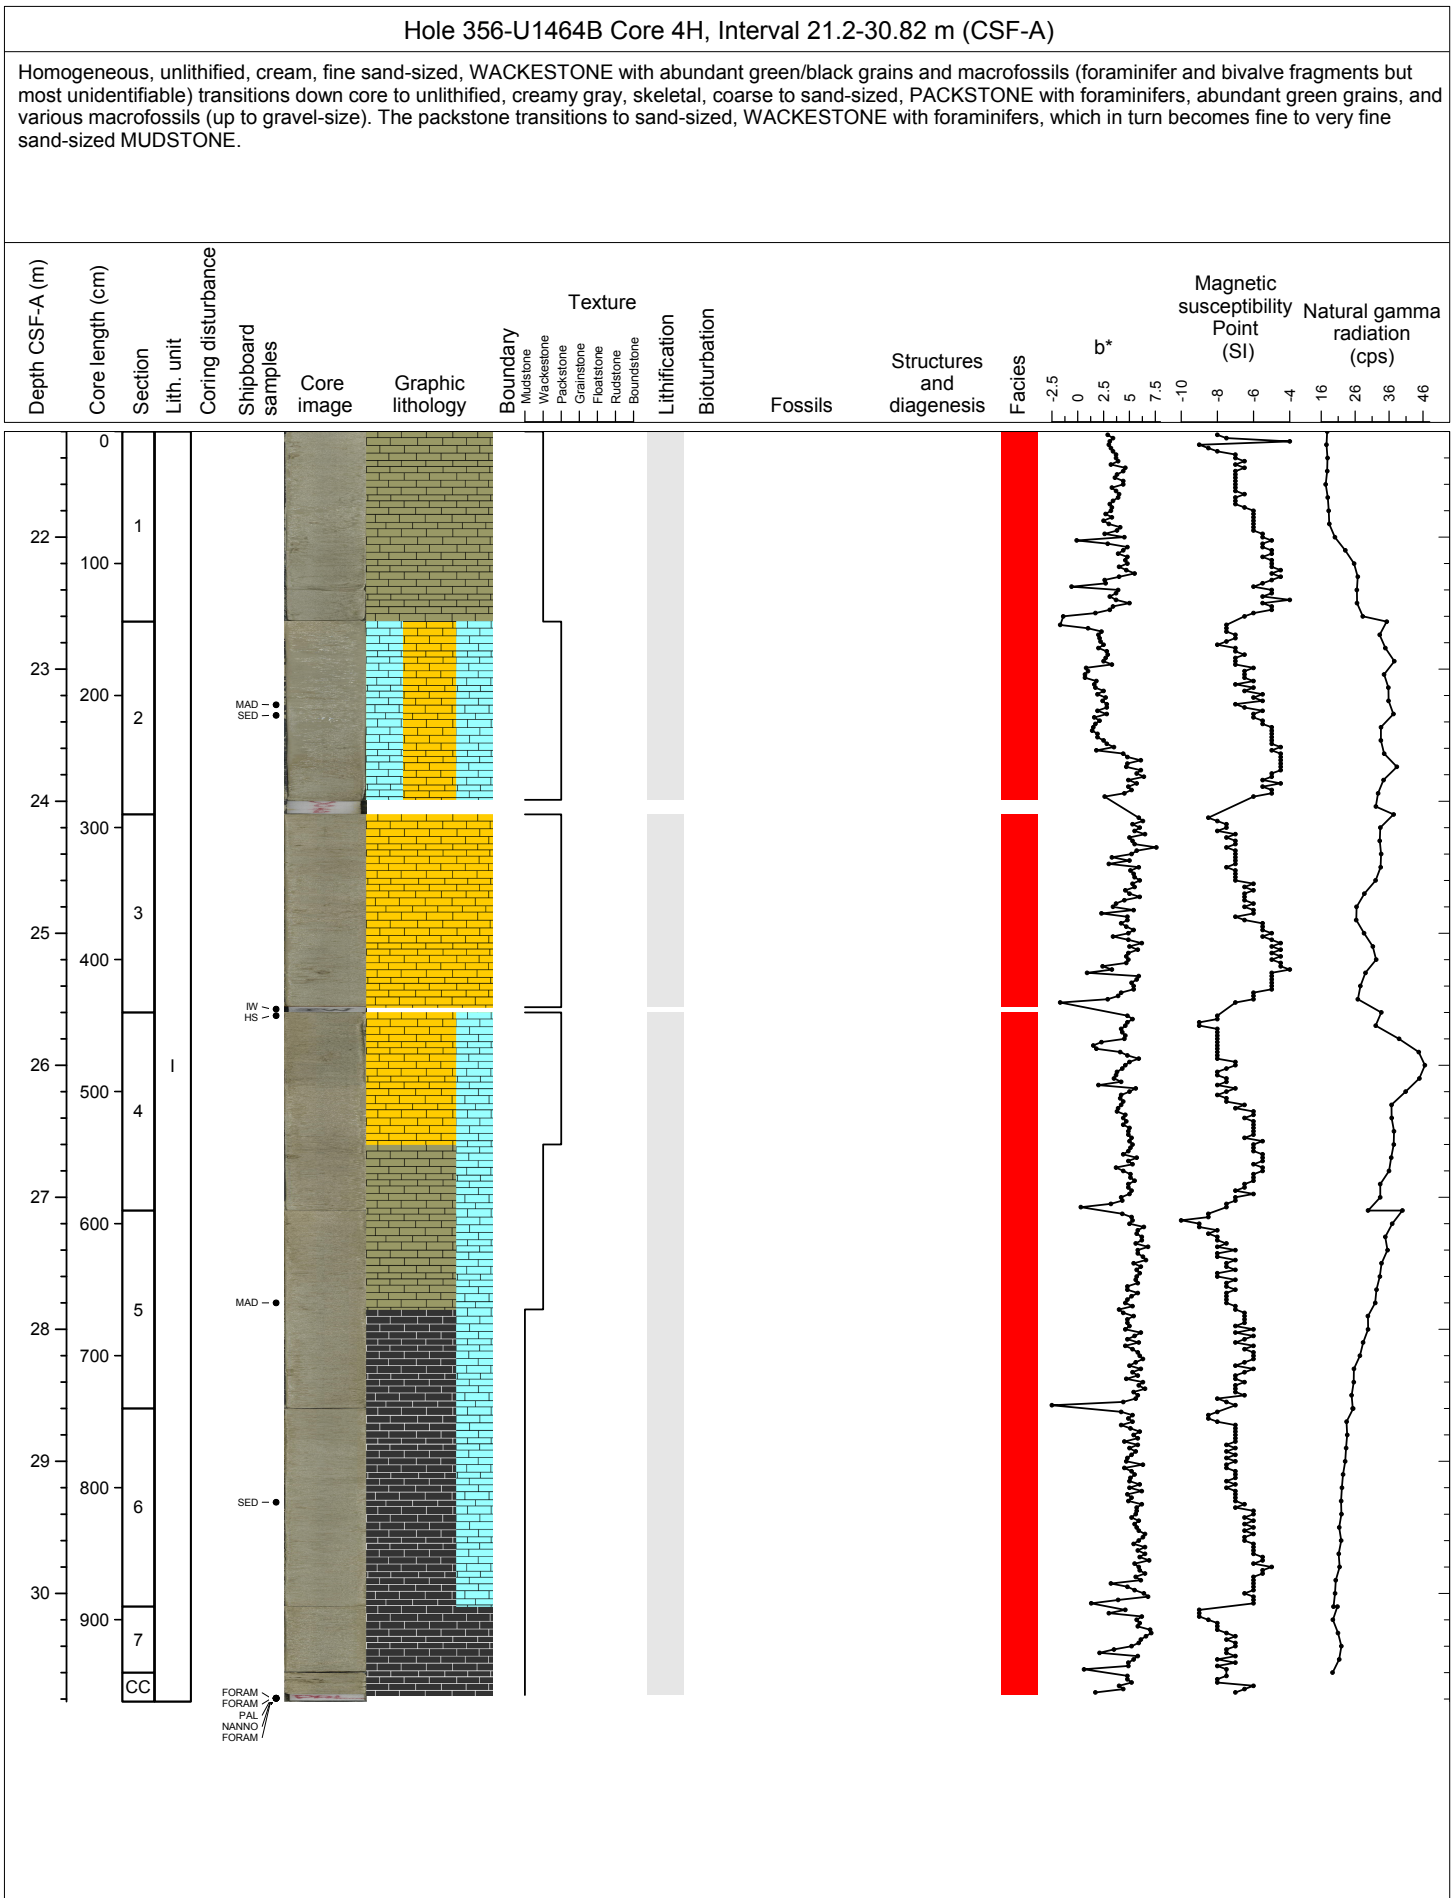 Hole 356-U1464B Core 4H, Interval 21.2-30.82 m (CSF-A)
Homogeneous, unlithified, cream, fine sand-sized, WACKESTONE with abundant green/black grains and macrofossils (foraminifer and bivalve fragments but
most unidentifiable) transitions down core to unlithified, creamy gray, skeletal, coarse to sand-sized, PACKSTONE with foraminifers, abundant green grains, and
various macrofossils (up to gravel-size). The packstone transitions to sand-sized, WACKESTONE with foraminifers, which in turn becomes fine to very fine
sand-sized MUDSTONE.
Depth CSF-A (m)
Core length (cm)
Section
Lith. unit
Coring disturbance
Shipboard
samples
Core
image
Graphic
lithology
Boundary
Texture
Mudstone
Wackestone
Packstone
Grainstone
Floatstone
Rudstone
Boundstone
Lithification
Bioturbation
Fossils
Structures
and
diagenesis
Facies
b*
-2.5
0
2.5
5
7.5
Magnetic
susceptibility
Point
(SI)
-10
-8
-6
-4
Natural gamma
radiation
(cps)
16
26
36
46
22
23
24
25
26
27
28
29
30
0
100
200
300
400
500
600
700
800
900
1
2
3
4
5
6
7
CC
I
MAD
SED
IW
HS
MAD
SED
FORAM
FORAM
PAL
NANNO
FORAM